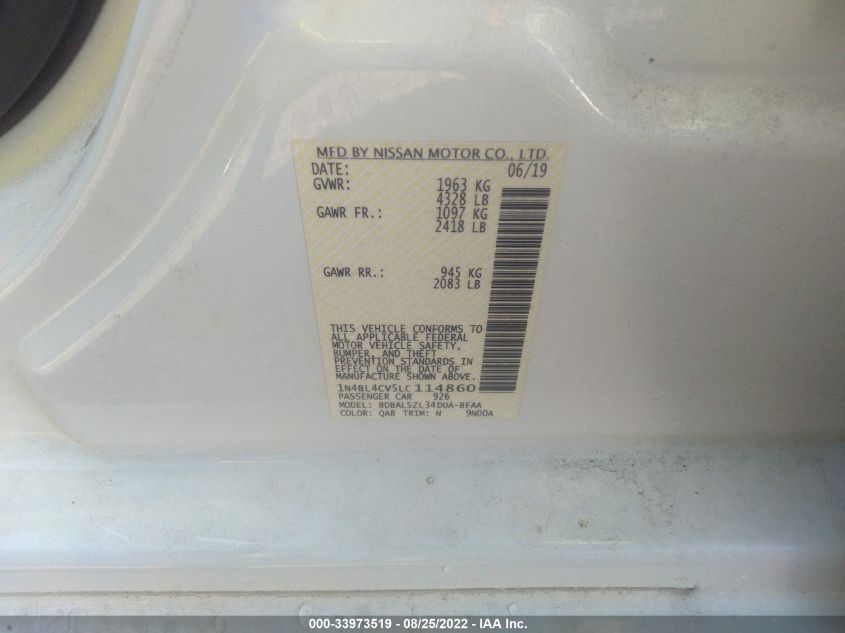 MFD BY NISSAN MOTOR CO., LTD.
DATE: 06/19
GVWR: 1963 KG
4328 LB
GAWR FR.: 1097 KG
2418 LB
GAWR RR.: 945 KG
2083 LB
THIS VEHICLE CONFORMS TO
ALL APPLICABLE FEDERAL
MOTOR VEHICLE SAFETY,
BUMPER, AND THEFT
PREVENTION STANDARDS IN
EFFECT ON THE DATE OF
MANUFACTURE SHOWN ABOVE.
1N4BL4CV5LC114860
PASSENGER CAR 926
MODEL: BDBALSZL34DUA-BFAA
COLOR: QAB TRIM: N 9N00A
000-33973519 - 08/25/2022 - IAA Inc.